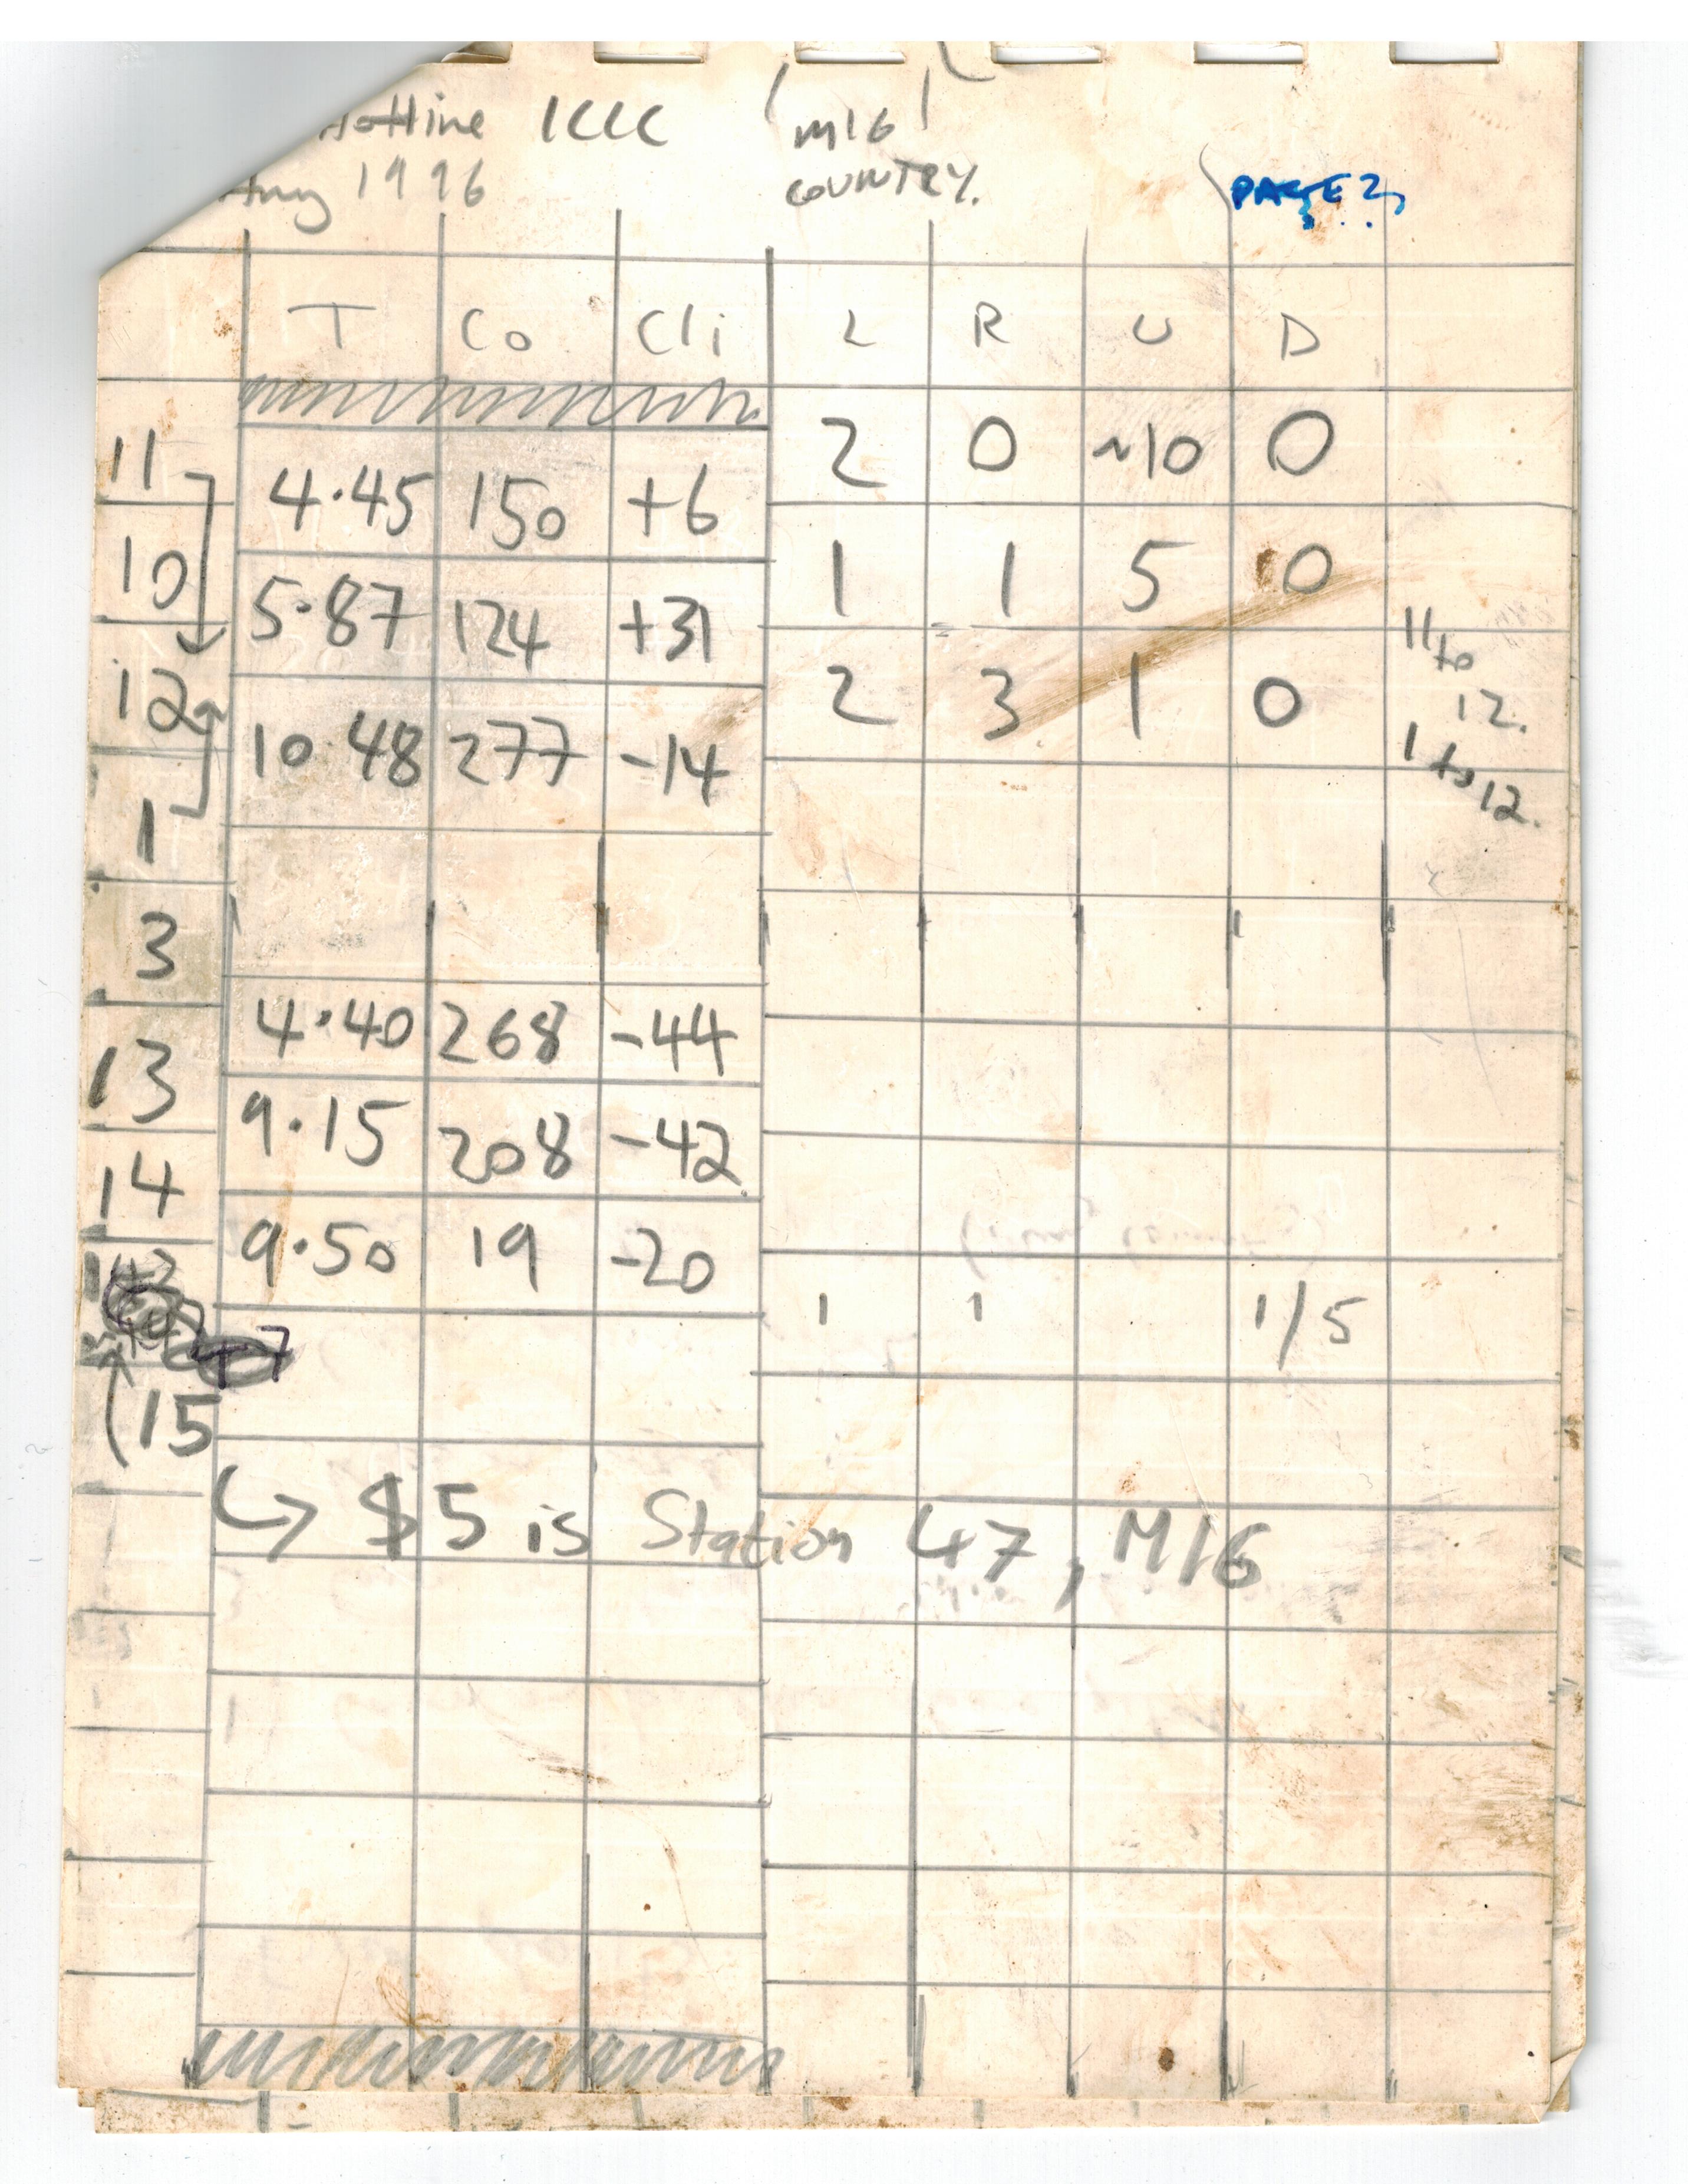 Hotline KCCC (M16
Aug 1996 COUNTRY.
PAGE 2
T Co Cli L R U D
11 2 0 ~10 0
4.45 150 +6
10 1 1 5 0
5.87 124 +31
11 to 12.
12 2 3 1 0
10.48 277 -14
1 to 12.
1
3
4.40 268 -44
13
9.15 208 -42
14
9.50 19 -20
1 1 1/5
15
↳ $5 is Station 47, M16